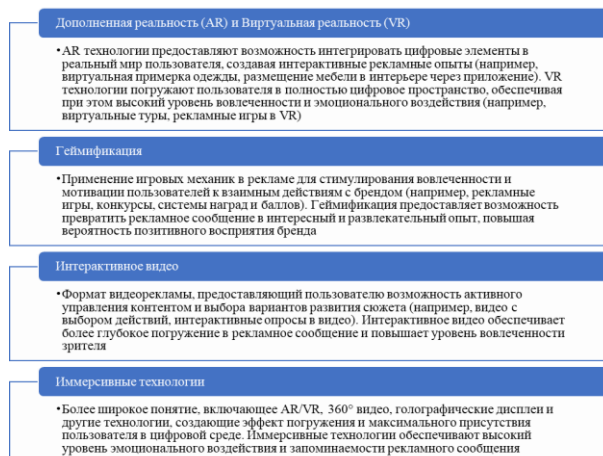 Дополненная реальность (AR) и Виртуальная реальность (VR)
•AR технологии предоставляют возможность интегрировать цифровые элементы в
реальный мир пользователя, создавая интерактивные рекламные опыты (например,
виртуальная примерка одежды, размещение мебели в интерьере через приложение). VR
технологии погружают пользователя в полностью цифровое пространство, обеспечивая
при этом высокий уровень вовлеченности и эмоционального воздействия (например,
виртуальные туры, рекламные игры в VR)
Геймификация
•Применение игровых механик в рекламе для стимулирования вовлеченности и
мотивации пользователей к взаимным действиям с брендом (например, рекламные
игры, конкурсы, системы наград и баллов). Геймификация предоставляет возможность
превратить рекламное сообщение в интересный и развлекательный опыт, повышая
вероятность позитивного восприятия бренда
Интерактивное видео
•Формат видеорекламы, предоставляющий пользователю возможность активного
управления контентом и выбора вариантов развития сюжета (например, видео с
выбором действий, интерактивные опросы в видео). Интерактивное видео обеспечивает
более глубокое погружение в рекламное сообщение и повышает уровень вовлеченности
зрителя
Иммерсивные технологии
•Более широкое понятие, включающее AR/VR, 360° видео, голографические дисплеи и
другие технологии, создающие эффект погружения и максимального присутствия
пользователя в цифровой среде. Иммерсивные технологии обеспечивают высокий
уровень эмоционального воздействия и запоминаемости рекламного сообщения